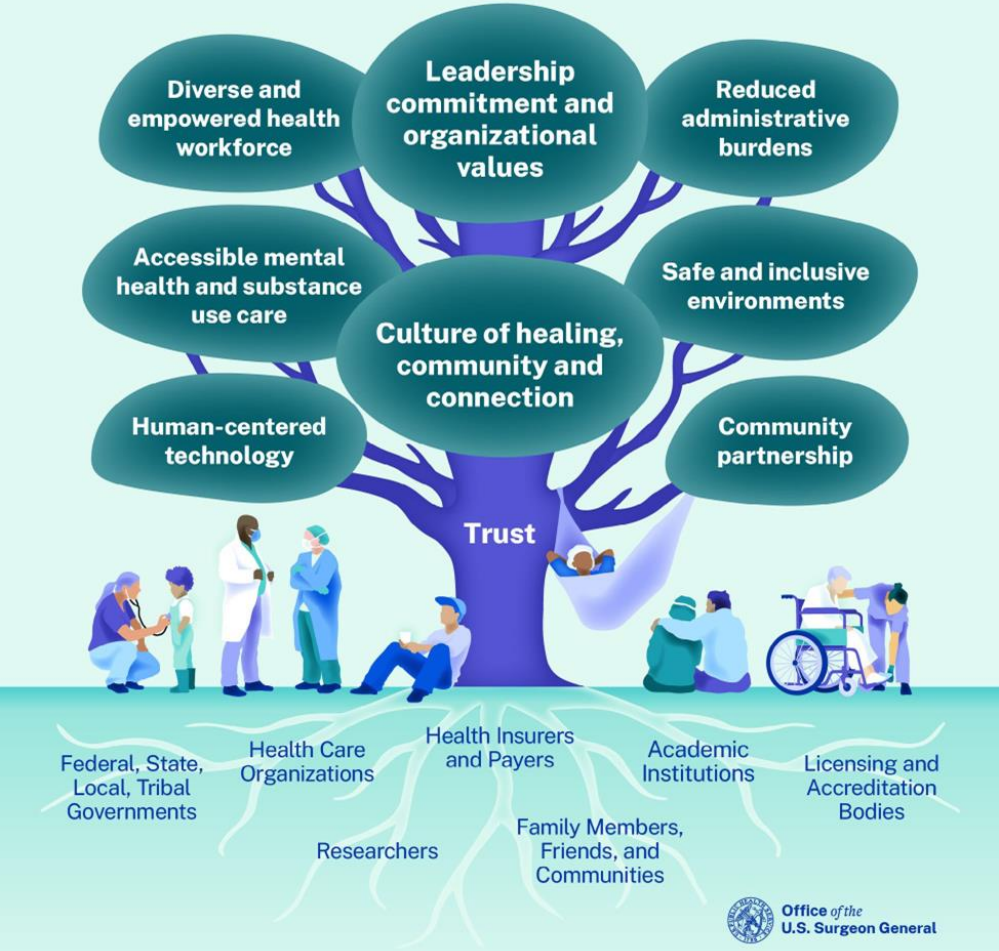 Diverse and
empowered health
workforce
Leadership
commitment and
organizational
values
Reduced
administrative
burdens
Accessible mental
health and substance
use care
Culture of healing,
community and
connection
Safe and inclusive
environments
Human-centered
technology
Community
partnership
Trust
Federal, State,
Local, Tribal
Governments
Health Care
Organizations
Health Insurers
and Payers
Academic
Institutions
Licensing and
Accreditation
Bodies
Researchers
Family Members,
Friends, and
Communities
Office of the
U.S. Surgeon General